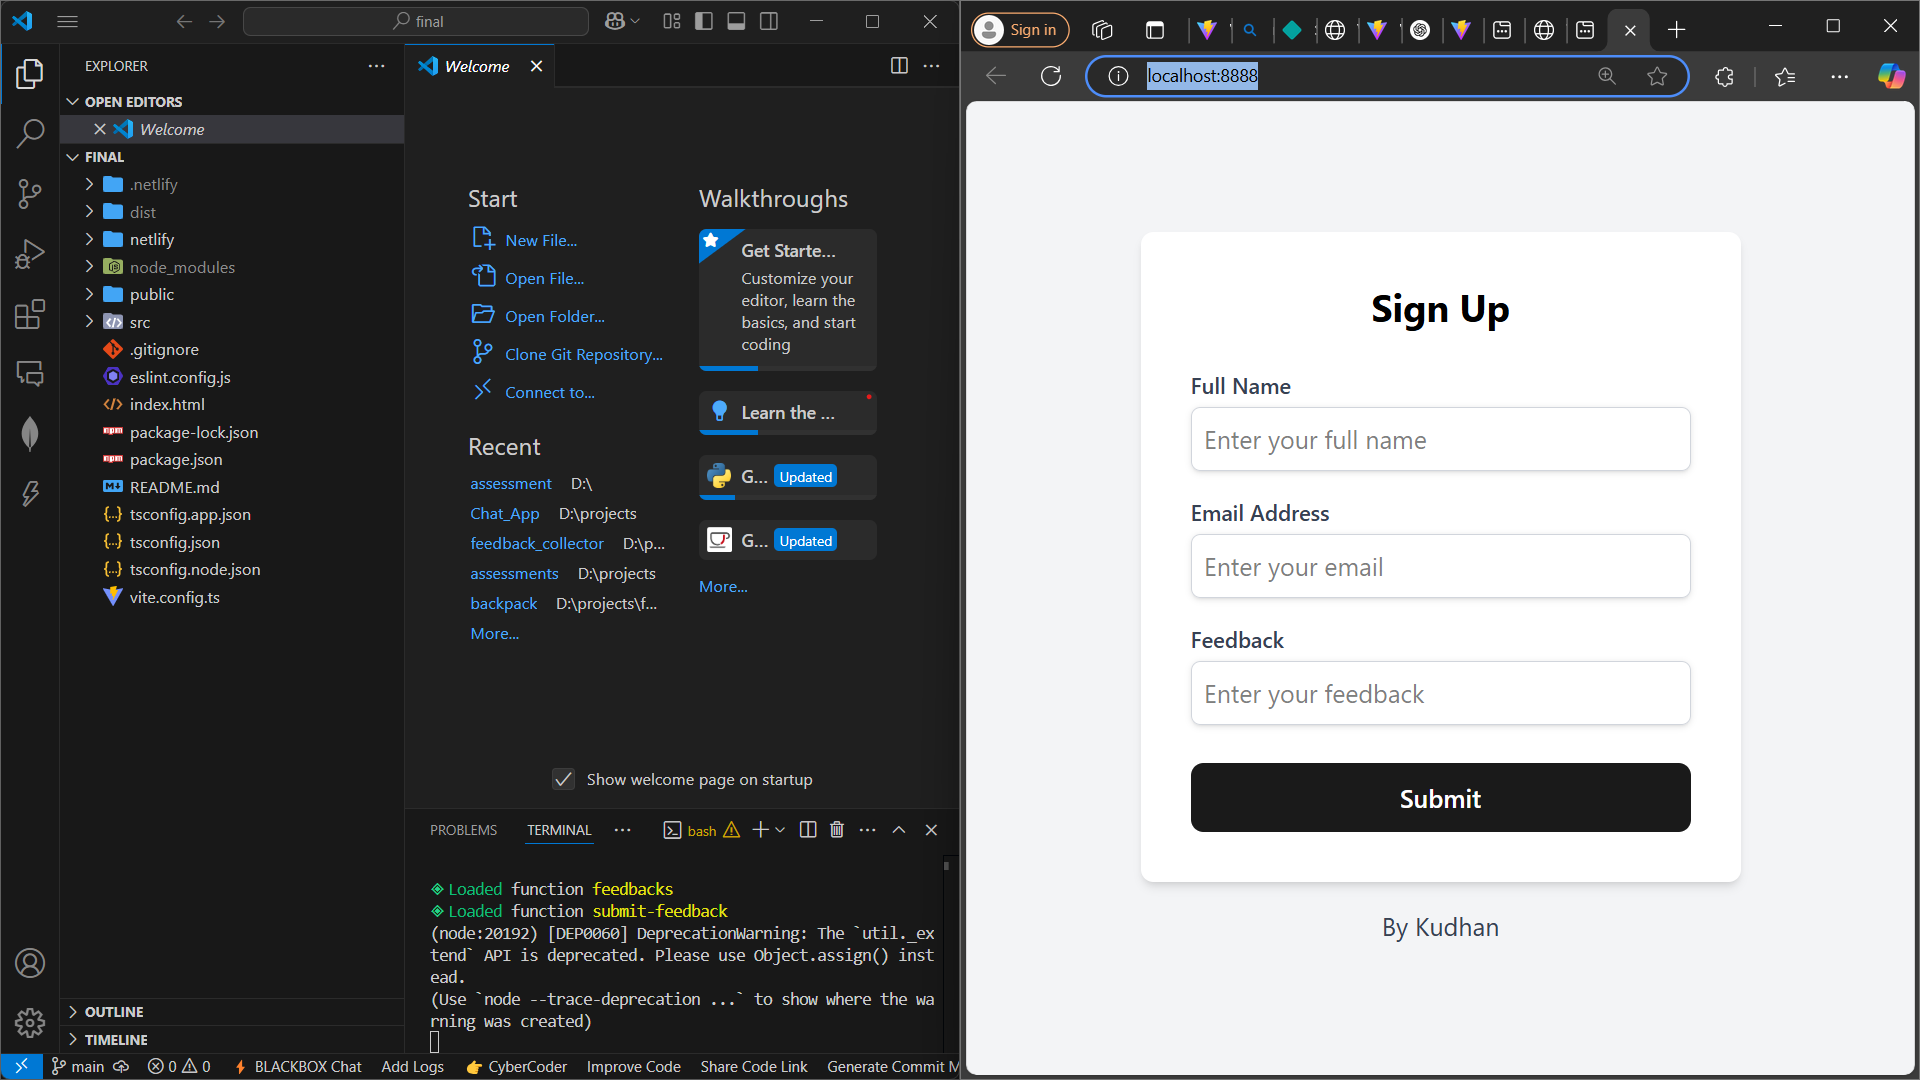 final
EXPLORER
OPEN EDITORS
Welcome
FINAL
.netlify
dist
netlify
node_modules
public
src
.gitignore
eslint.config.js
index.html
package-lock.json
package.json
README.md
tsconfig.app.json
tsconfig.json
tsconfig.node.json
vite.config.ts
OUTLINE
TIMELINE
Welcome
Start
New File...
Open File...
Open Folder...
Clone Git Repository...
Connect to...
Recent
assessment D:\
Chat_App D:\projects
feedback_collector D:\p...
assessments D:\projects
backpack D:\projects\f...
More...
Walkthroughs
Get Starte...
Customize your
editor, learn the
basics, and start
coding
Learn the ...
G... Updated
G... Updated
More...
Show welcome page on startup
PROBLEMS TERMINAL
bash
Loaded function feedbacks
Loaded function submit-feedback
(node:20192) [DEP0060] DeprecationWarning: The `util._ex
tend` API is deprecated. Please use Object.assign() inst
ead.
(Use `node --trace-deprecation ...` to show where the wa
rning was created)
main 0 0 BLACKBOX Chat Add Logs CyberCoder Improve Code Share Code Link Generate Commit M
Sign in
localhost:8888
Sign Up
Full Name
Enter your full name
Email Address
Enter your email
Feedback
Enter your feedback
Submit
By Kudhan